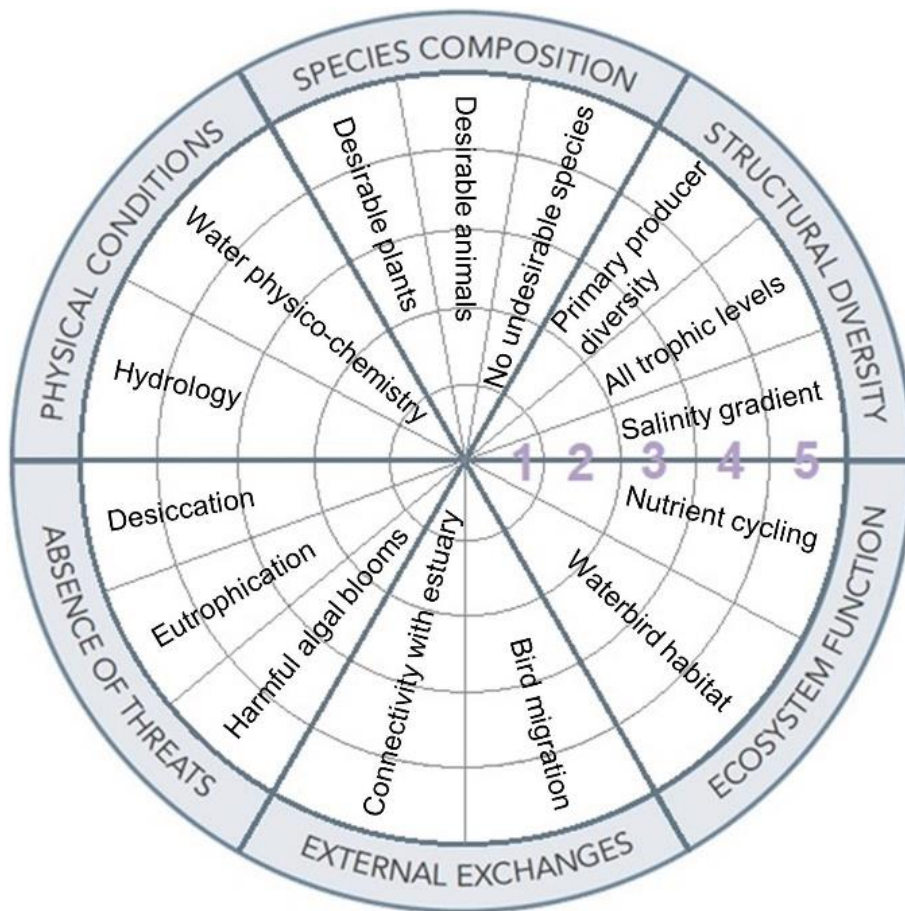 SPECIES COMPOSITION
Desirable plants
Desirable animals
No undesirable species
STRUCTURAL DIVERSITY
Primary producer
diversity
All trophic levels
Salinity gradient
1 2 3 4 5
ECOSYSTEM FUNCTION
Nutrient cycling
Waterbird habitat
EXTERNAL EXCHANGES
Bird migration
Connectivity with estuary
ABSENCE OF THREATS
Harmful algal blooms
Eutrophication
Desiccation
PHYSICAL CONDITIONS
Hydrology
Water physico-chemistry